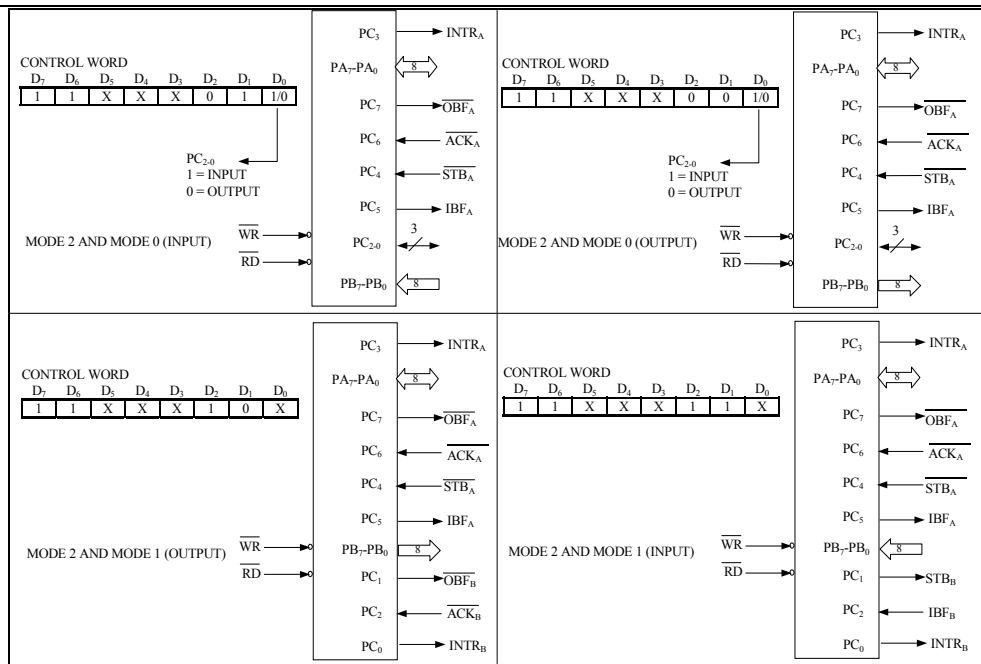 CONTROL WORD
D7 D6 D5 D4 D3 D2 D1 D0
1 1 X X X 0 1 1/0
PC2-0
1 = INPUT
0 = OUTPUT
MODE 2 AND MODE 0 (INPUT)
WR
RD
PC3 INTRA
PA7-PA0 8
PC7 OBFA
PC6 ACKA
PC4 STBA
PC5 IBFA
PC2-0 3
PB7-PB0 8
CONTROL WORD
D7 D6 D5 D4 D3 D2 D1 D0
1 1 X X X 0 0 1/0
PC2-0
1 = INPUT
0 = OUTPUT
MODE 2 AND MODE 0 (OUTPUT)
WR
RD
PC3 INTRA
PA7-PA0 8
PC7 OBFA
PC6 ACKA
PC4 STBA
PC5 IBFA
PC2-0 3
PB7-PB0 8
CONTROL WORD
D7 D6 D5 D4 D3 D2 D1 D0
1 1 X X X 1 0 X
MODE 2 AND MODE 1 (OUTPUT)
WR
RD
PC3 INTRA
PA7-PA0 8
PC7 OBFA
PC6 ACKA
PC4 STBA
PC5 IBFA
PB7-PB0 8
PC1 OBFB
PC2 ACKB
PC0 INTRB
CONTROL WORD
D7 D6 D5 D4 D3 D2 D1 D0
1 1 X X X 1 1 X
MODE 2 AND MODE 1 (INPUT)
WR
RD
PC3 INTRA
PA7-PA0 8
PC7 OBFA
PC6 ACKA
PC4 STBA
PC5 IBFA
PB7-PB0 8
PC1 STBB
PC2 IBFB
PC0 INTRB